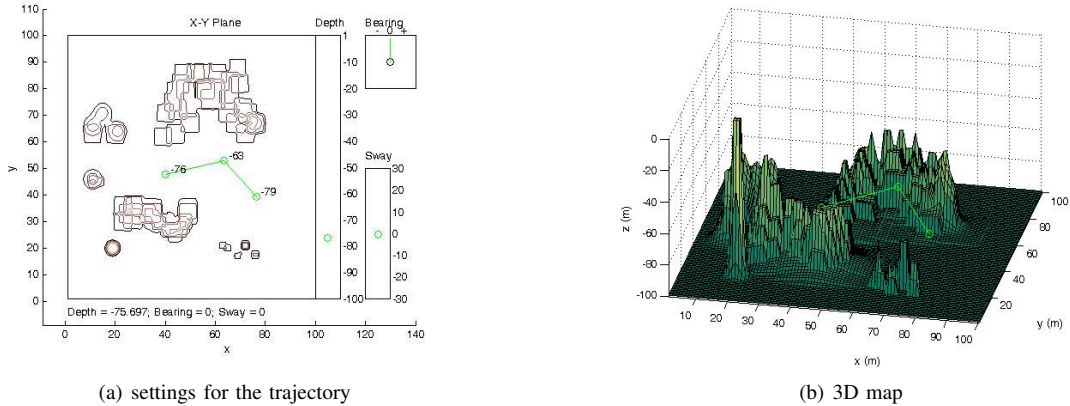 X-Y Plane
Depth
Bearing
- 0 +
110
100
90
80
70
60
50
40
30
20
10
0
y
-76
-63
-79
1
-10
-20
-50
-60
-70
-80
-90
-100
Sway
30
20
10
0
-10
-20
-30
Depth = -75.697; Bearing = 0; Sway = 0
0 20 40 60 80 100 120 140
x
(a) settings for the trajectory
0
-20
-40
-60
-80
-100
z (m)
10 20 30 40 50 60 70 80 90 100
x (m)
20
40
60
80
100
y (m)
(b) 3D map